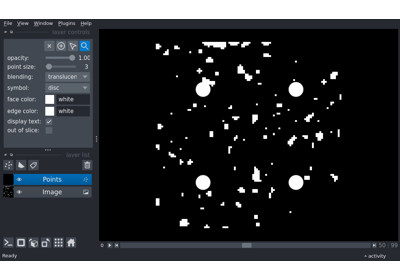 File View Window Plugins Help
layer controls
opacity: 1.00
point size: 3
blending: translucen
symbol: disc
face color: white
edge color: white
display text:
out of slice:
layer list
Points
Image
0 50 99
Ready activity